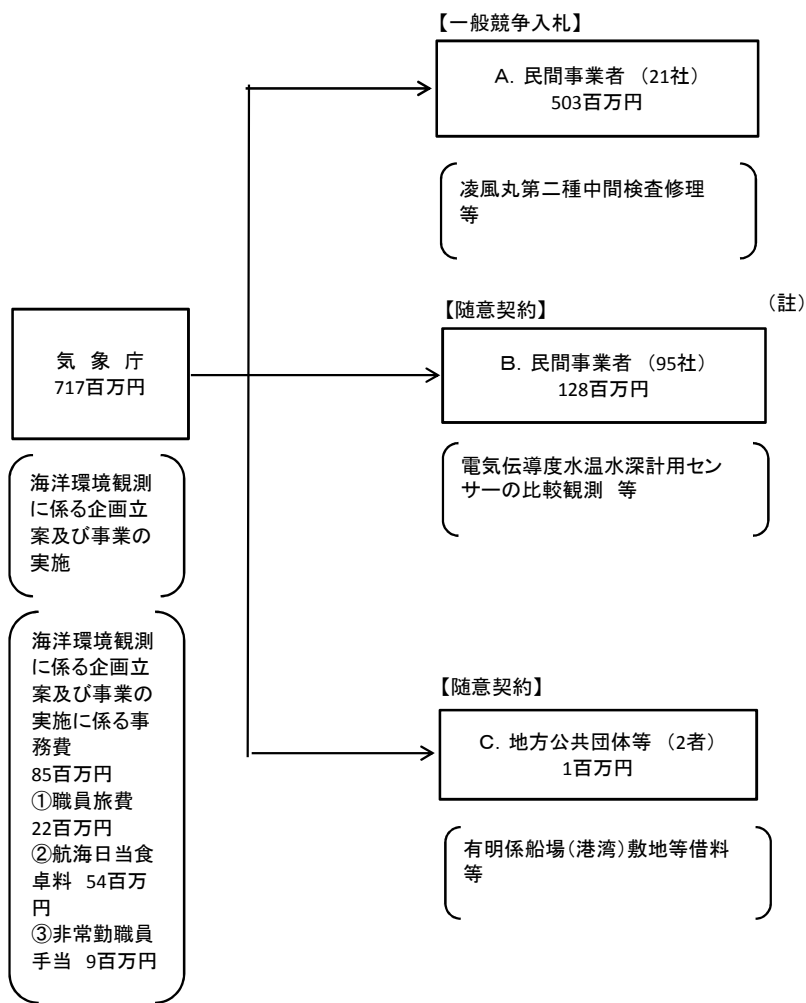 【一般競争入札】
A. 民間事業者 (21社)
503百万円
凌風丸第二種中間検査修理
等
【随意契約】
(註)
気 象 庁
717百万円
B. 民間事業者 (95社)
128百万円
電気伝導度水温水深計用セン
サーの比較観測 等
海洋環境観測
に係る企画立
案及び事業の
実施
海洋環境観測
に係る企画立
案及び事業の
実施に係る事
務費
85百万円
①職員旅費
22百万円
②航海日当食
卓料 54百万
円
③非常勤職員
手当 9百万円
【随意契約】
C. 地方公共団体等 (2者)
1百万円
有明係船場(港湾)敷地等借料
等